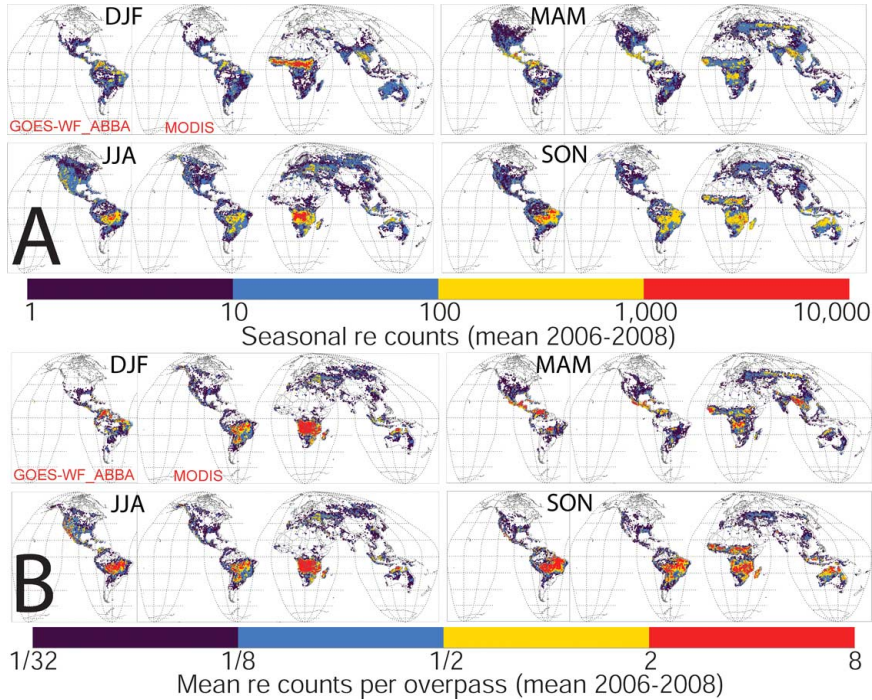 DJF
MAM
GOES-WF_ABBA
MODIS
JJA
SON
A
1
10
100
1,000
10,000
Seasonal re counts (mean 2006-2008)
DJF
MAM
GOES-WF_ABBA
MODIS
JJA
SON
B
1/32
1/8
1/2
2
8
Mean re counts per overpass (mean 2006-2008)